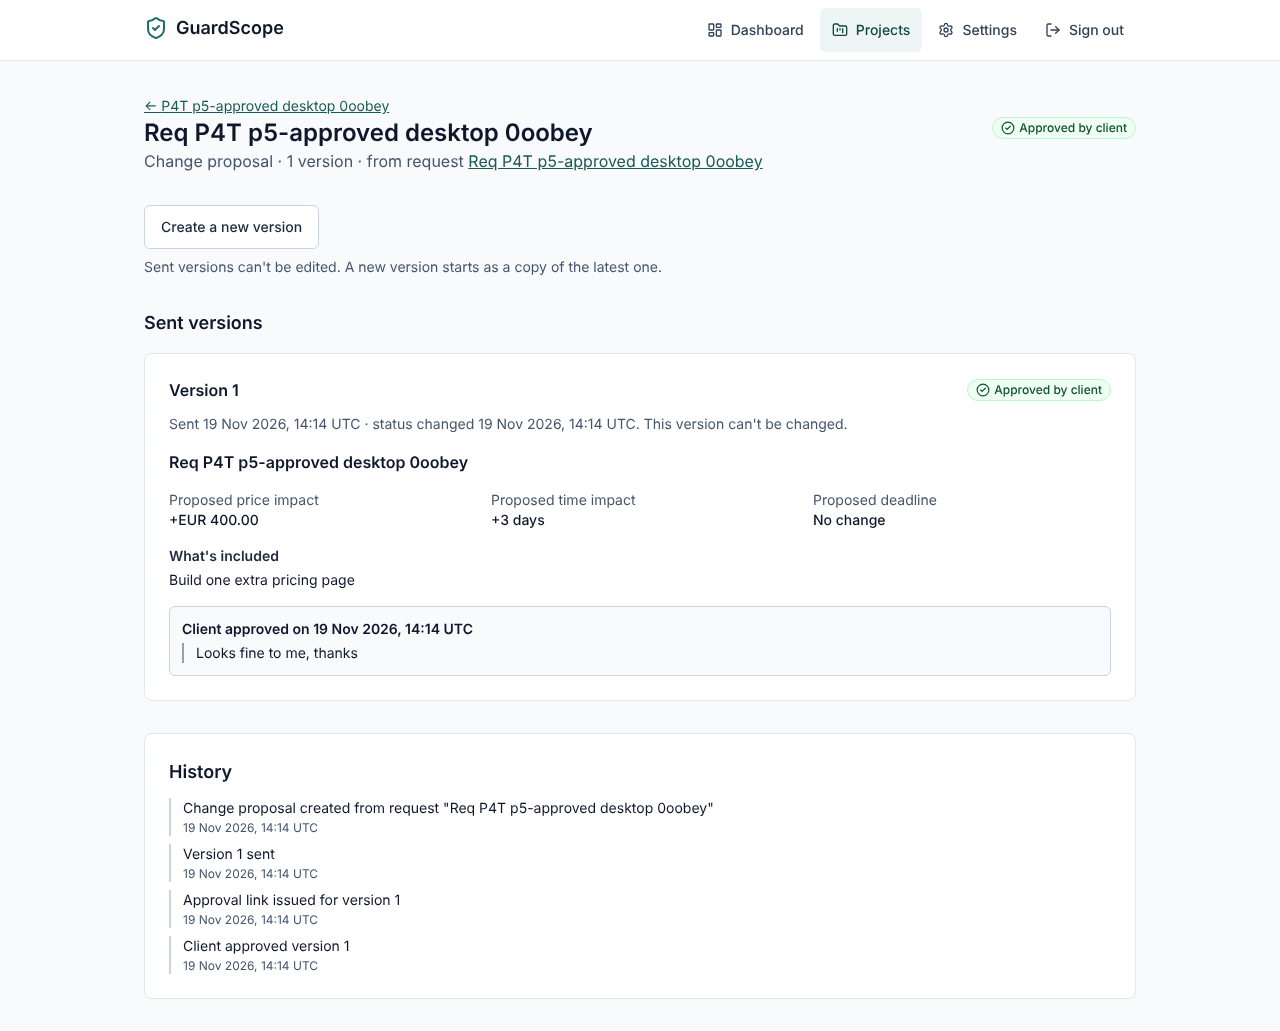 GuardScope
Dashboard
Projects
Settings
Sign out
← P4T p5-approved desktop 0oobey
Req P4T p5-approved desktop 0oobey
Approved by client
Change proposal · 1 version · from request Req P4T p5-approved desktop 0oobey
Create a new version
Sent versions can't be edited. A new version starts as a copy of the latest one.
Sent versions
Version 1
Approved by client
Sent 19 Nov 2026, 14:14 UTC · status changed 19 Nov 2026, 14:14 UTC. This version can't be changed.
Req P4T p5-approved desktop 0oobey
Proposed price impact
+EUR 400.00
Proposed time impact
+3 days
Proposed deadline
No change
What's included
Build one extra pricing page
Client approved on 19 Nov 2026, 14:14 UTC
Looks fine to me, thanks
History
Change proposal created from request "Req P4T p5-approved desktop 0oobey"
19 Nov 2026, 14:14 UTC
Version 1 sent
19 Nov 2026, 14:14 UTC
Approval link issued for version 1
19 Nov 2026, 14:14 UTC
Client approved version 1
19 Nov 2026, 14:14 UTC